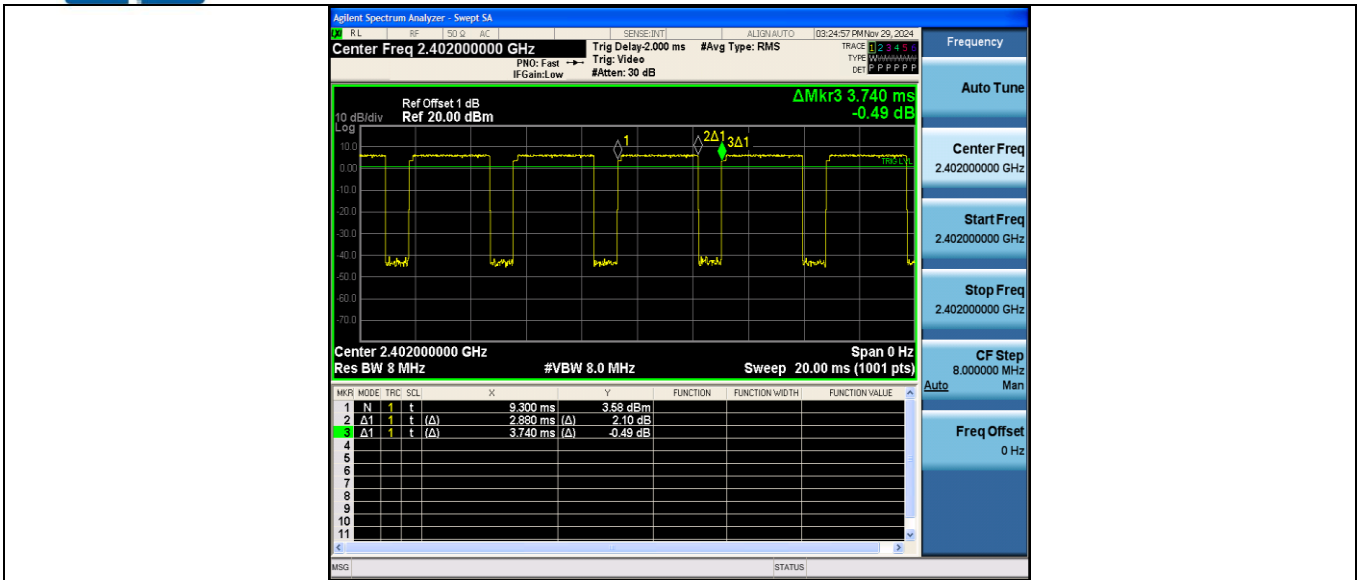 Agilent Spectrum Analyzer - Swept SA
LXI RL RF 50 Ω AC SENSE:INT ALIGNAUTO 03:24:57 PM Nov 29, 2024
Center Freq 2.402000000 GHz
PNO: Fast
IFGain:Low
Trig Delay-2.000 ms
Trig: Video
#Atten: 30 dB
#Avg Type: RMS
TRACE 1 2 3 4 5 6
TYPE W
DET P P P P P P
Ref Offset 1 dB
10 dB/div Ref 20.00 dBm
Log
ΔMkr3 3.740 ms
-0.49 dB
10.0
0.00
-10.0
-20.0
-30.0
-40.0
-50.0
-60.0
-70.0
1
2Δ1
3Δ1
TRIG LVL
Center 2.402000000 GHz Span 0 Hz
Res BW 8 MHz #VBW 8.0 MHz Sweep 20.00 ms (1001 pts)
MKR MODE TRC SCL X Y FUNCTION FUNCTION WIDTH FUNCTION VALUE
1 N 1 t 9.300 ms 3.58 dBm
2 Δ1 1 t (Δ) 2.880 ms (Δ) 2.10 dB
3 Δ1 1 t (Δ) 3.740 ms (Δ) -0.49 dB
4
5
6
7
8
9
10
11
MSG STATUS
Frequency
Auto Tune
Center Freq
2.402000000 GHz
Start Freq
2.402000000 GHz
Stop Freq
2.402000000 GHz
CF Step
8.000000 MHz
Auto Man
Freq Offset
0 Hz